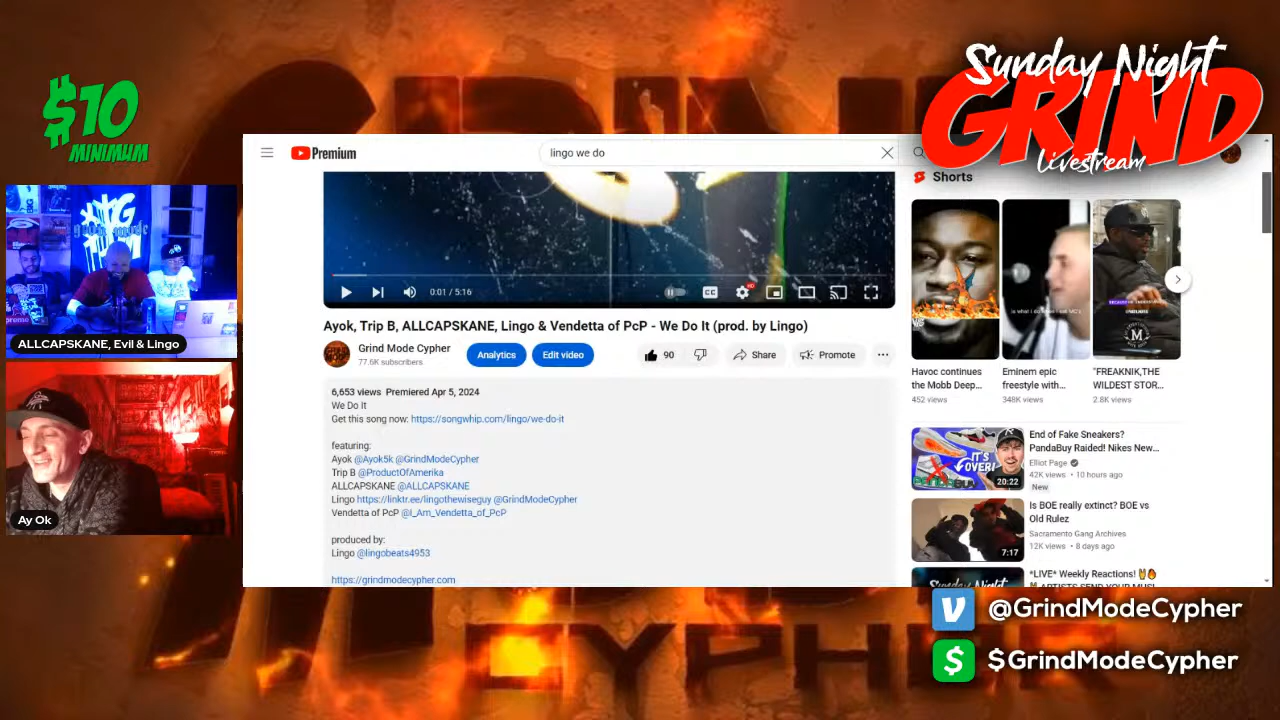 $10
MINIMUM
Sunday Night
GRIND
Livestream
Premium
lingo we do
0:01 / 5:16
Ayok, Trip B, ALLCAPSKANE, Lingo & Vendetta of PcP - We Do It (prod. by Lingo)
Grind Mode Cypher
77.6K subscribers
Analytics
Edit video
90
Share
Promote
6,653 views Premiered Apr 5, 2024
We Do It
Get this song now: https://songwhip.com/lingo/we-do-it
featuring:
Ayok @Ayok5k @GrindModeCypher
Trip B @ProductOfAmerika
ALLCAPSKANE @ALLCAPSKANE
Lingo https://linktr.ee/lingothewiseguy @GrindModeCypher
Vendetta of PcP @I_Am_Vendetta_of_PcP
produced by:
Lingo @lingobeats4953
https://grindmodecypher.com
Shorts
Havoc continues
the Mobb Deep...
452 views
Eminem epic
freestyle with...
348K views
"FREAKNIK,THE
WILDEST STOR...
2.8K views
IT'S
OVER!
20:22
End of Fake Sneakers?
PandaBuy Raided! Nikes New...
Elliot Page
42K views • 10 hours ago
New
7:17
Is BOE really extinct? BOE vs
Old Rulez
Sacramento Gang Archives
12K views • 8 days ago
Sunday Night
*LIVE* Weekly Reactions!
ALLCAPSKANE, Evil & Lingo
Ay Ok
@GrindModeCypher
$GrindModeCypher
CYPHER